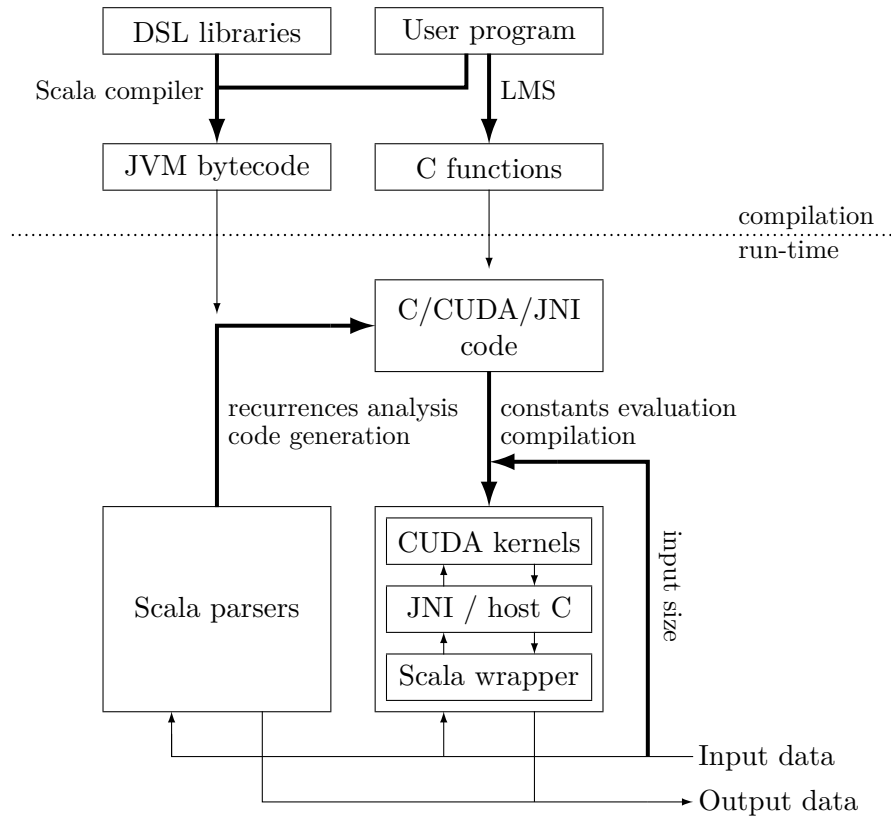 DSL libraries
User program
Scala compiler
LMS
JVM bytecode
C functions
compilation
run-time
C/CUDA/JNI
code
recurrences analysis
code generation
constants evaluation
compilation
CUDA kernels
Scala parsers
JNI / host C
input size
Scala wrapper
Input data
Output data